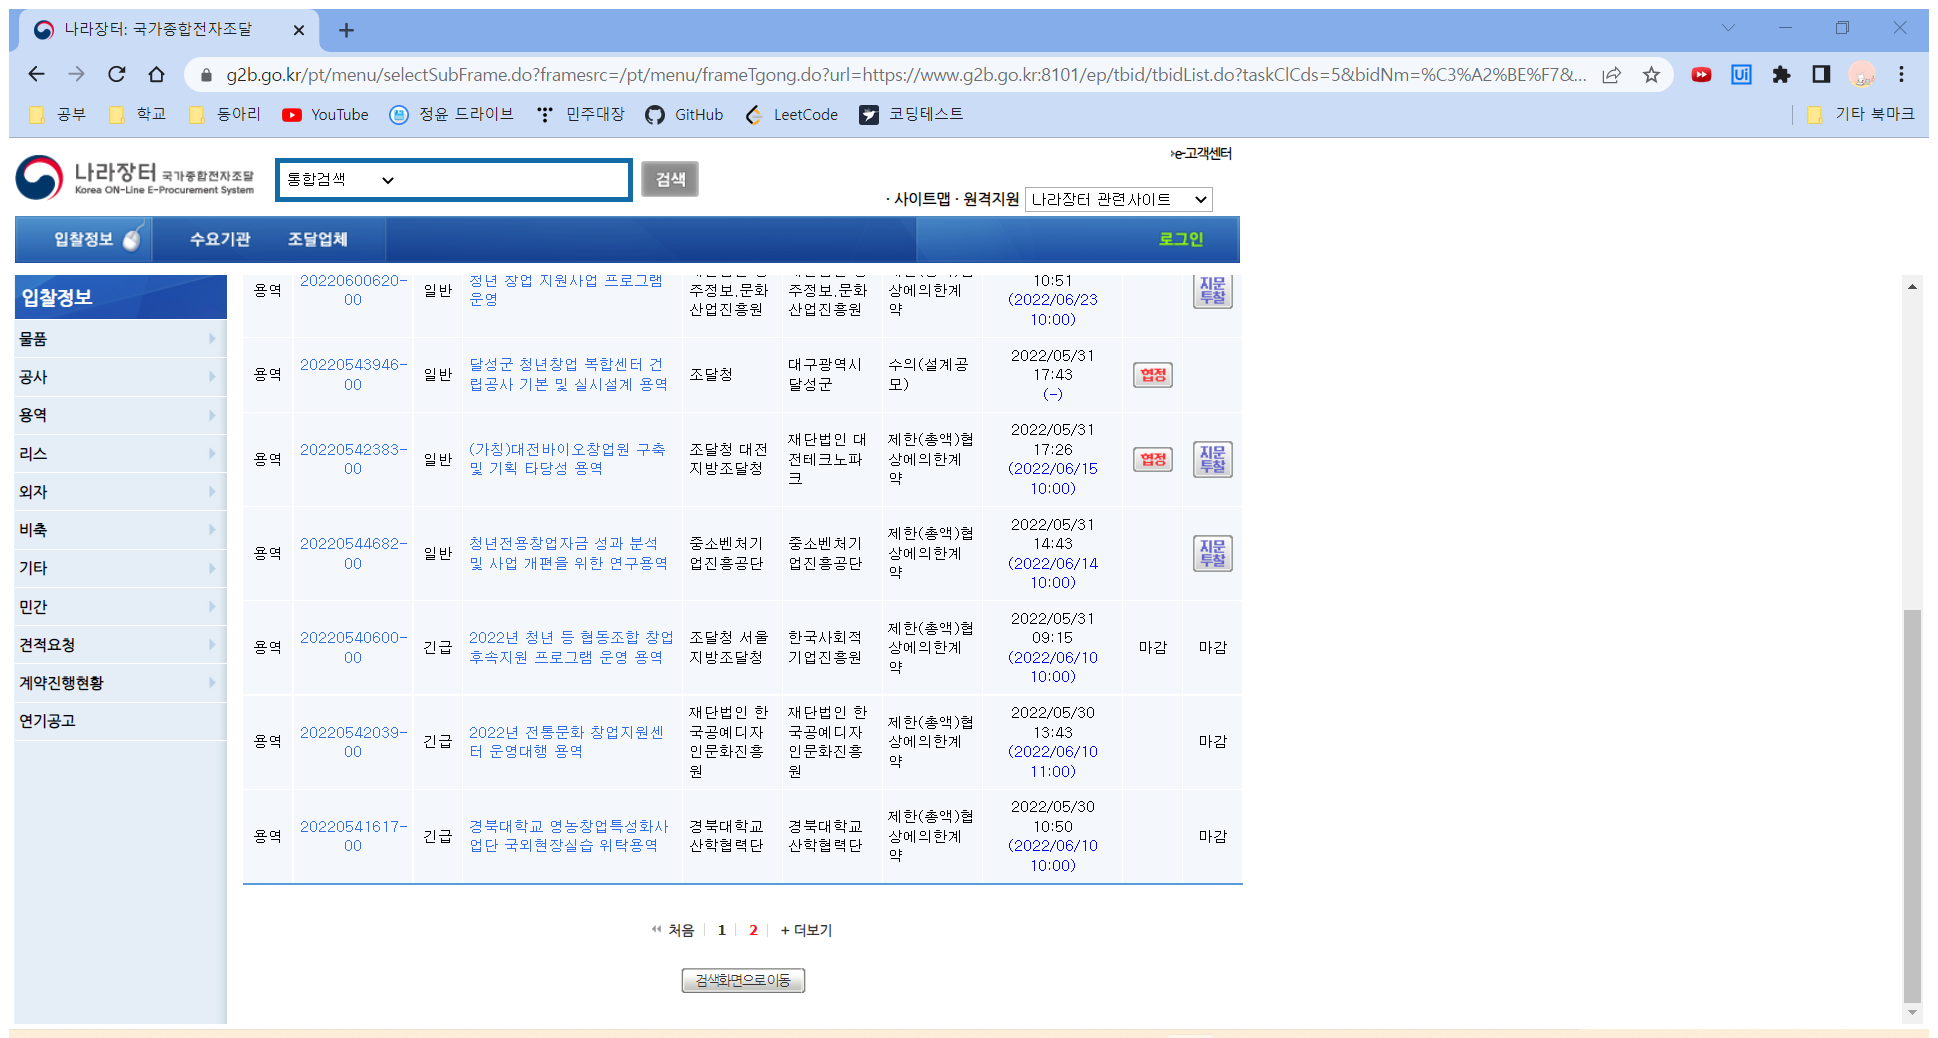 나라장터: 국가종합전자조달
g2b.go.kr/pt/menu/selectSubFrame.do?framesrc=/pt/menu/frameTgong.do?url=https://www.g2b.go.kr:8101/ep/tbid/tbidList.do?taskClCds=5&bidNm=%C3%A2%BE%F7&...
공부 학교 동아리 YouTube 정윤 드라이브 민주대장 GitHub LeetCode 코딩테스트 기타 북마크
e-고객센터
나라장터 국가종합전자조달
Korea ON-Line E-Procurement System
통합검색 검색
· 사이트맵 · 원격지원 나라장터 관련사이트
입찰정보 수요기관 조달업체 로그인
입찰정보
물품
공사
용역
리스
외자
비축
기타
민간
견적요청
계약진행현황
연기공고
용역
20220600620-
00
일반
청년 창업 지원사업 프로그램
운영
주정보.문화
산업진흥원
주정보.문화
산업진흥원
상에의한계
약
10:51
(2022/06/23
10:00)
지문
투찰
용역
20220543946-
00
일반
달성군 청년창업 복합센터 건
립공사 기본 및 실시설계 용역
조달청
대구광역시
달성군
수의(설계공
모)
2022/05/31
17:43
(-)
협정
용역
20220542383-
00
일반
(가칭)대전바이오창업원 구축
및 기획 타당성 용역
조달청 대전
지방조달청
재단법인 대
전테크노파
크
제한(총액)협
상에의한계
약
2022/05/31
17:26
(2022/06/15
10:00)
협정
지문
투찰
용역
20220544682-
00
일반
청년전용창업자금 성과 분석
및 사업 개편을 위한 연구용역
중소벤처기
업진흥공단
중소벤처기
업진흥공단
제한(총액)협
상에의한계
약
2022/05/31
14:43
(2022/06/14
10:00)
지문
투찰
용역
20220540600-
00
긴급
2022년 청년 등 협동조합 창업
후속지원 프로그램 운영 용역
조달청 서울
지방조달청
한국사회적
기업진흥원
제한(총액)협
상에의한계
약
2022/05/31
09:15
(2022/06/10
10:00)
마감
마감
용역
20220542039-
00
긴급
2022년 전통문화 창업지원센
터 운영대행 용역
재단법인 한
국공예디자
인문화진흥
원
재단법인 한
국공예디자
인문화진흥
원
제한(총액)협
상에의한계
약
2022/05/30
13:43
(2022/06/10
11:00)
마감
용역
20220541617-
00
긴급
경북대학교 영농창업특성화사
업단 국외현장실습 위탁용역
경북대학교
산학협력단
경북대학교
산학협력단
제한(총액)협
상에의한계
약
2022/05/30
10:50
(2022/06/10
10:00)
마감
처음 1 2 + 더보기
검색화면으로이동